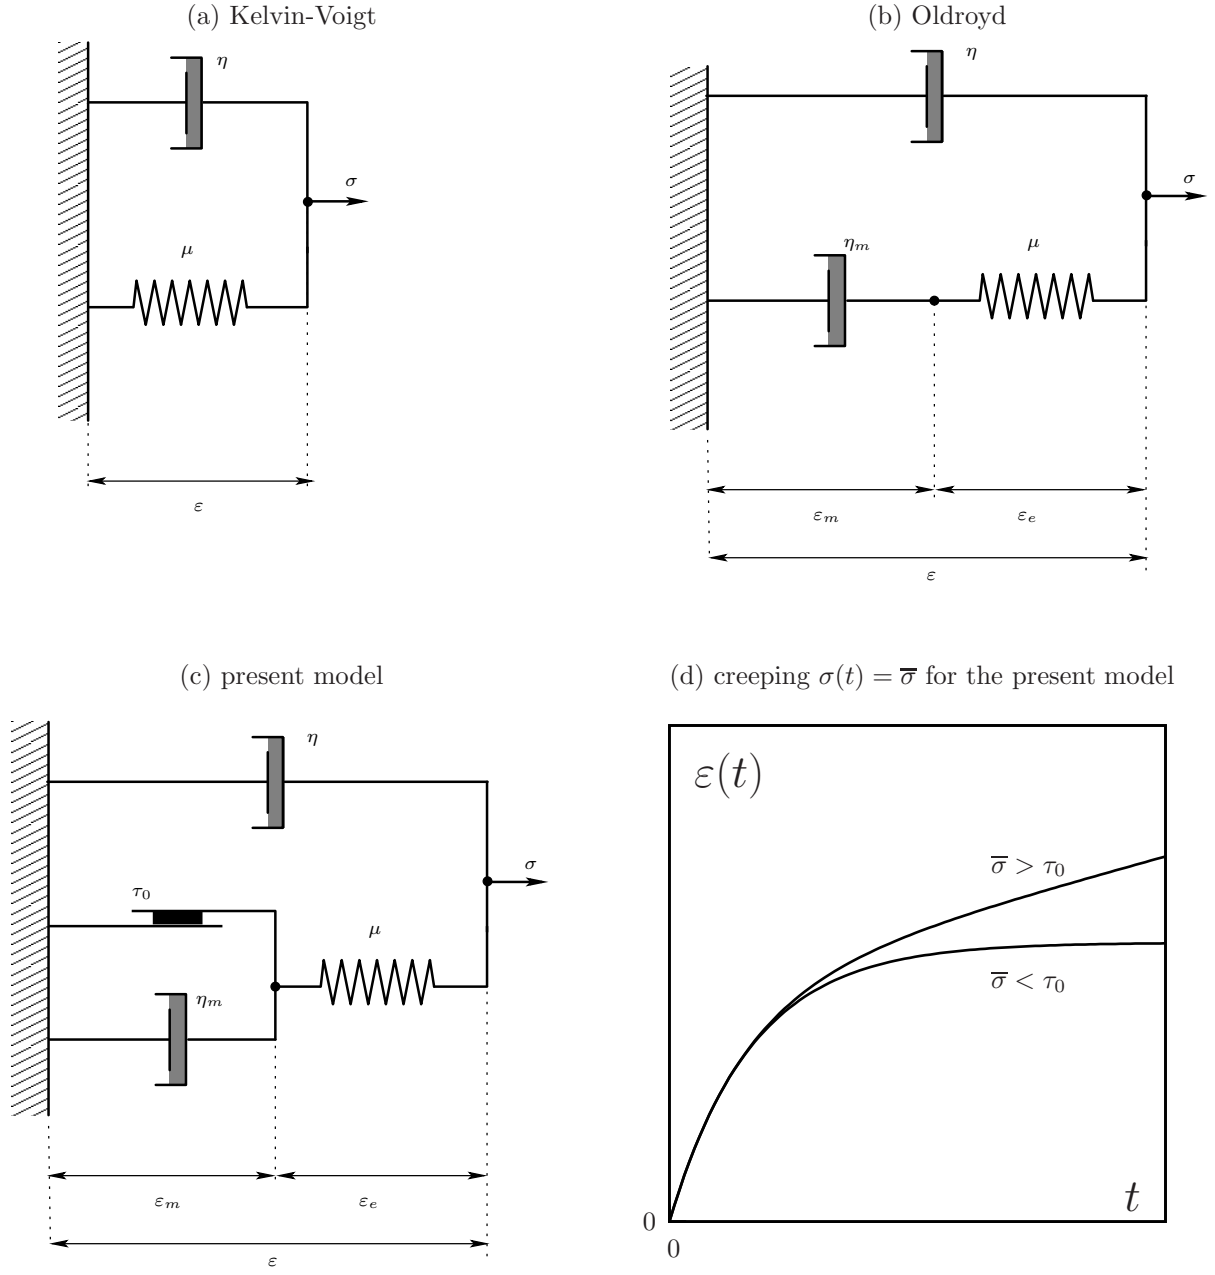 (a) Kelvin-Voigt
η
σ
μ
ε
(b) Oldroyd
η
σ
η_m
μ
ε_m
ε_e
ε
(c) present model
η
σ
τ_0
μ
η_m
ε_m
ε_e
ε
(d) creeping σ(t) = σ̅ for the present model
ε(t)
σ̅ > τ_0
σ̅ < τ_0
t
0
0